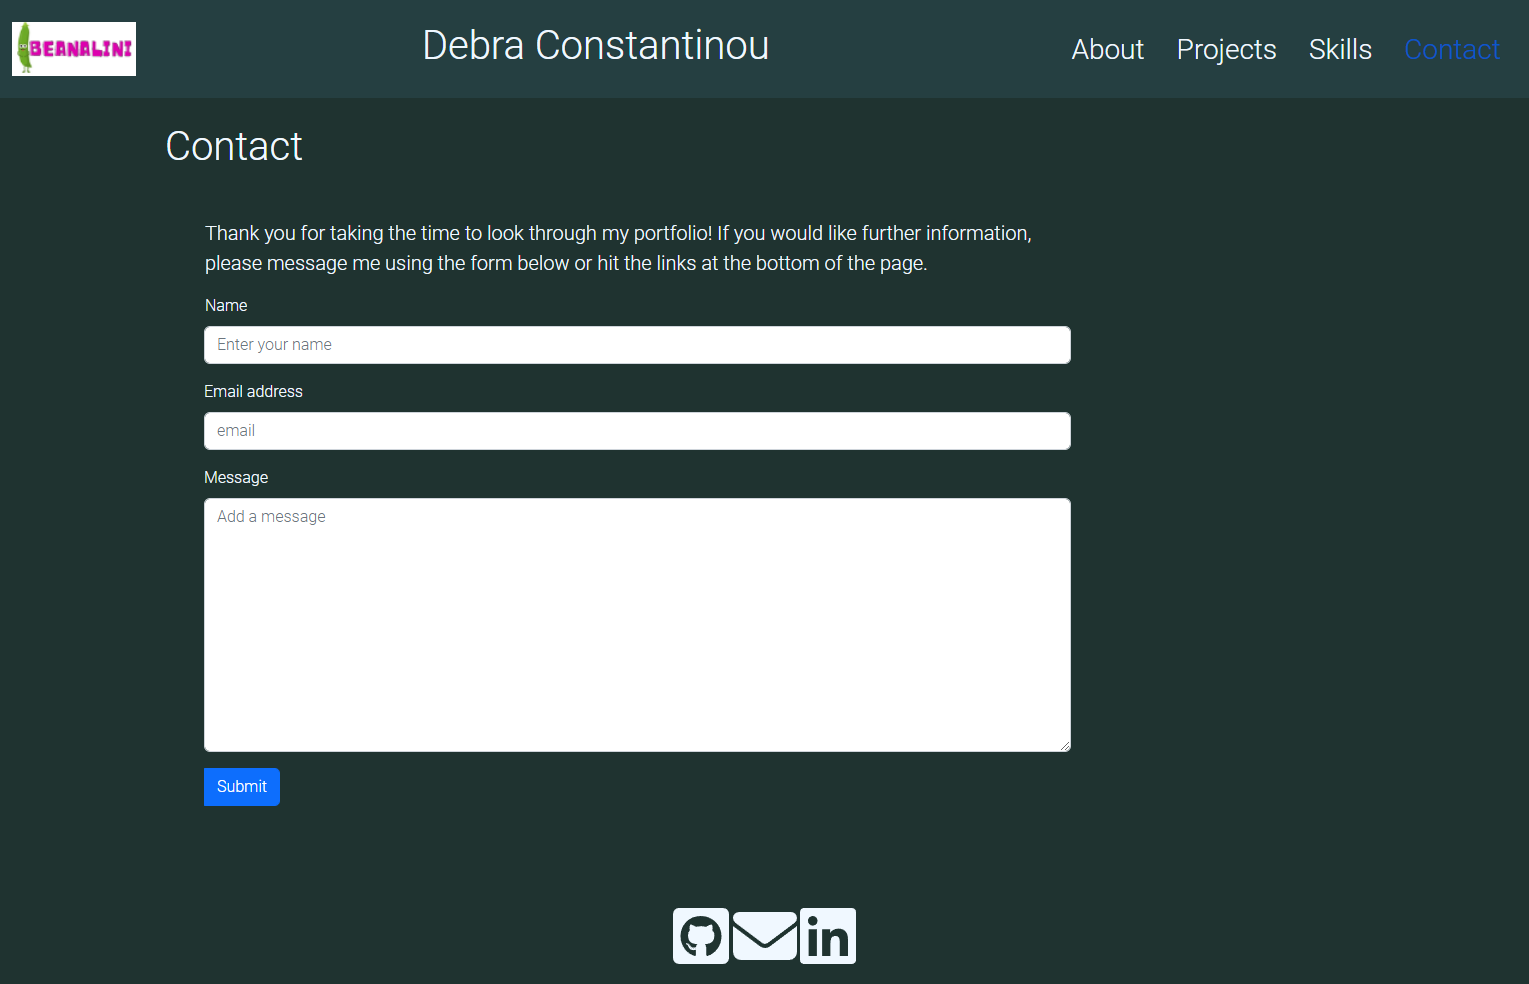 BEANALINI
Debra Constantinou
About Projects Skills Contact
Contact
Thank you for taking the time to look through my portfolio! If you would like further information,
please message me using the form below or hit the links at the bottom of the page.
Name
Enter your name
Email address
email
Message
Add a message
Submit
in